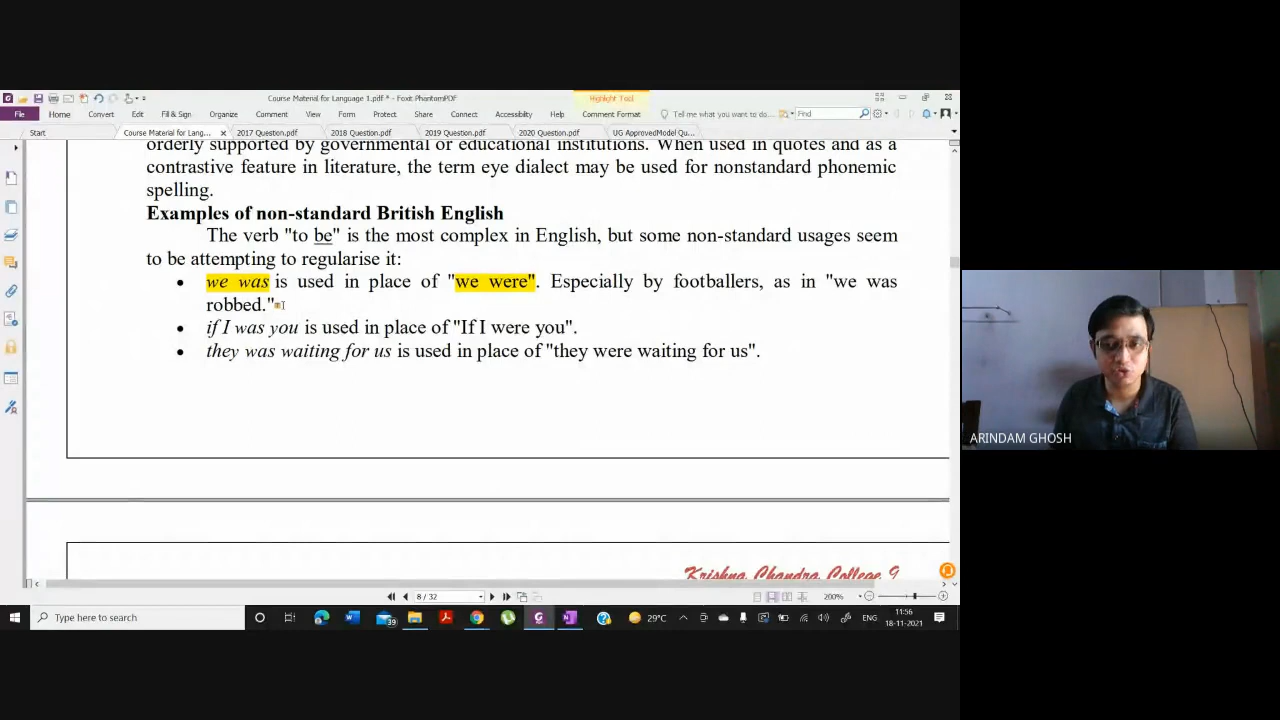 Course Material for Language 1.pdf * - Foxit PhantomPDF
Highlight Tool
File Home Convert Edit Fill & Sign Organize Comment View Form Protect Share Connect Accessibility Help Comment Format Tell me what you want to do... Find
Start Course Material for Lang... 2017 Question.pdf 2018 Question.pdf 2019 Question.pdf 2020 Question.pdf UG ApprovedModel Qu...
orderly supported by governmental or educational institutions. When used in quotes and as a
contrastive feature in literature, the term eye dialect may be used for nonstandard phonemic
spelling.
Examples of non-standard British English
The verb "to be" is the most complex in English, but some non-standard usages seem
to be attempting to regularise it:
• we was is used in place of "we were". Especially by footballers, as in "we was
robbed."
• if I was you is used in place of "If I were you".
• they was waiting for us is used in place of "they were waiting for us".
ARINDAM GHOSH
Krishna Chandra College 9
8 / 32
200%
Type here to search
39
29°C
ENG
11:56
18-11-2021